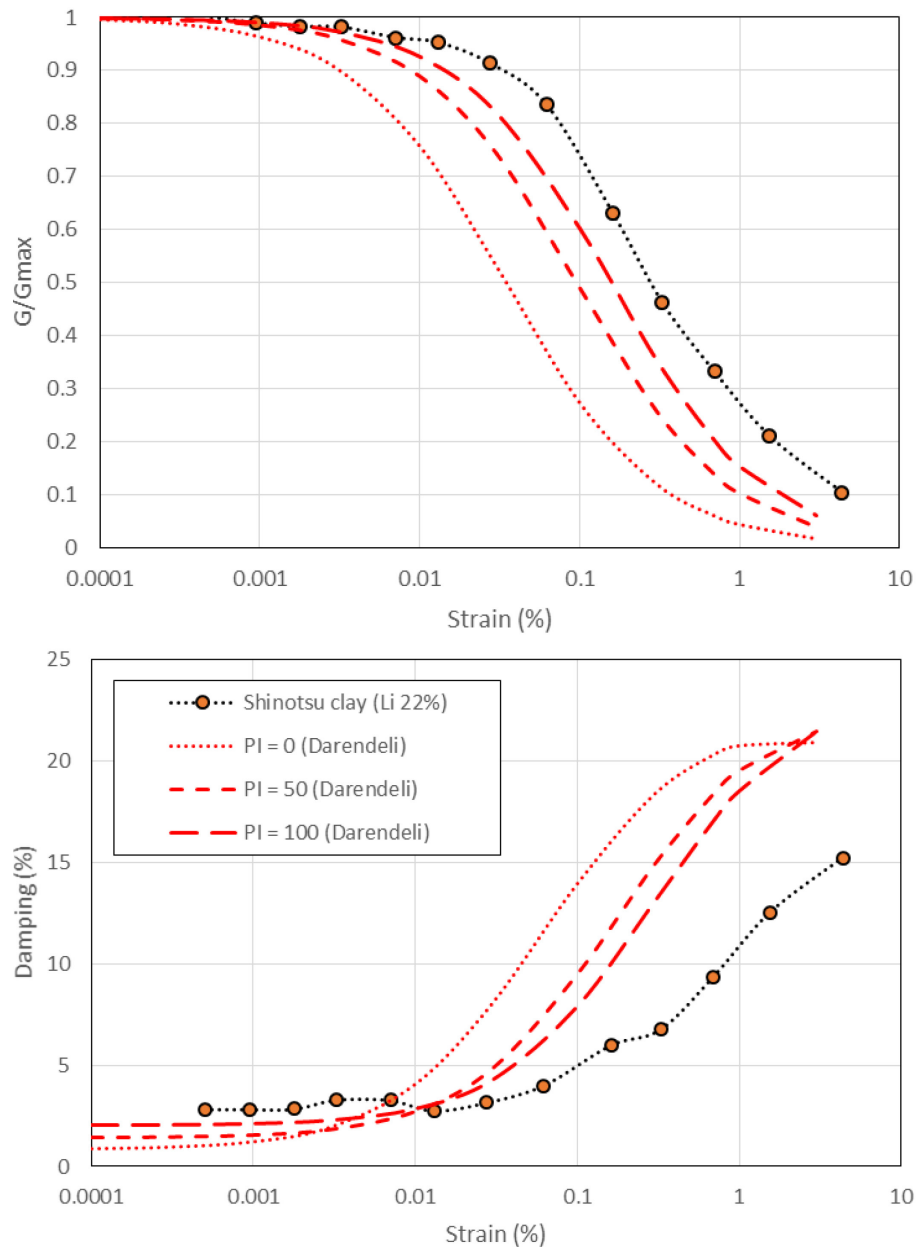 1
0.9
0.8
0.7
0.6
0.5
0.4
0.3
0.2
0.1
0
G/Gmax
0.0001 0.001 0.01 0.1 1 10
Strain (%)
25
20
15
10
5
0
Damping (%)
Shinotsu clay (Li 22%)
PI = 0 (Darendeli)
PI = 50 (Darendeli)
PI = 100 (Darendeli)
0.0001 0.001 0.01 0.1 1 10
Strain (%)